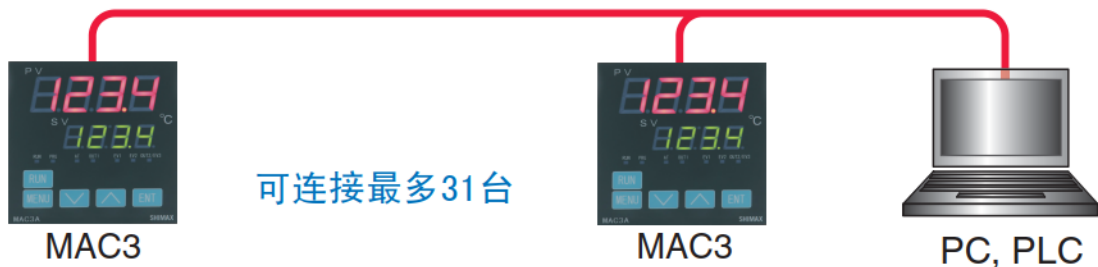 PV
123.4
SV
℃
123.4
RUN
MENU
ENT
MAC3A
SHIMAX
MAC3
可连接最多31台
PV
123.4
SV
℃
123.4
RUN
MENU
ENT
MAC3A
SHIMAX
MAC3
PC, PLC